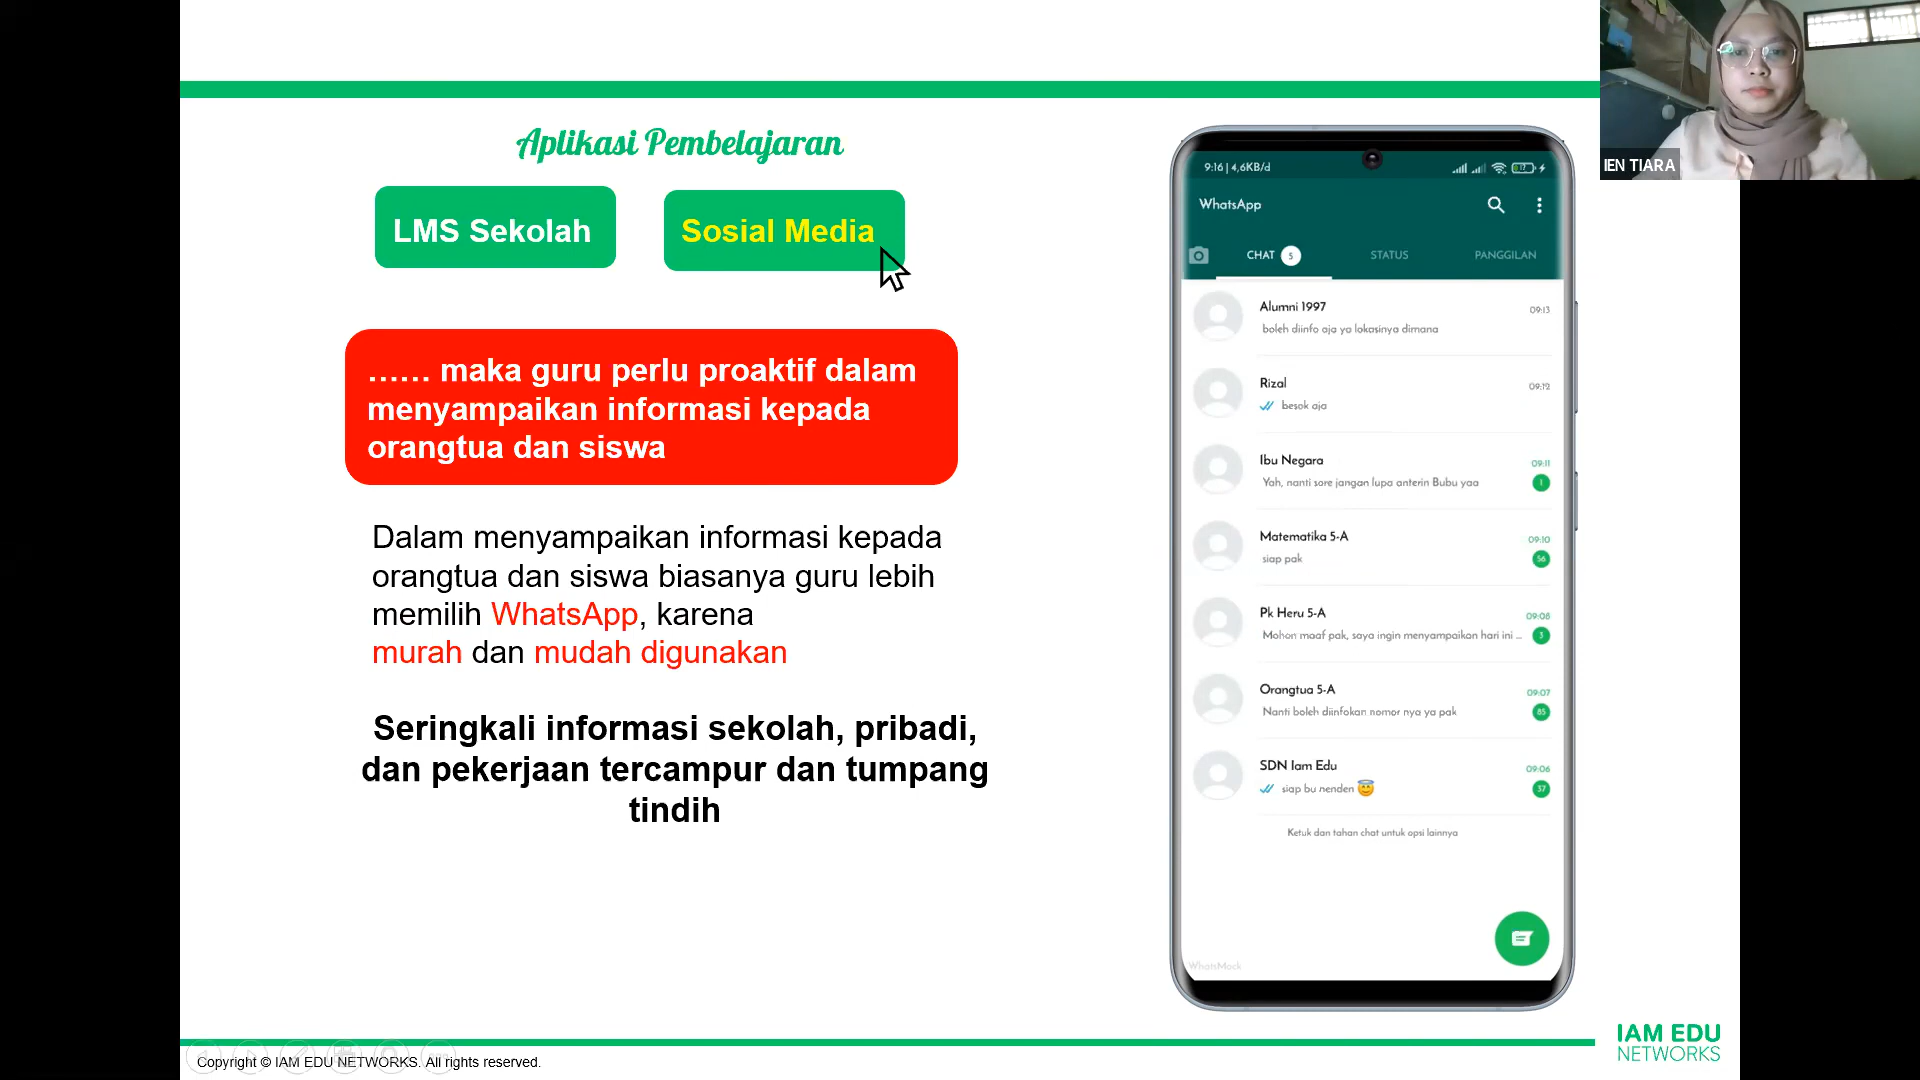 Aplikasi Pembelajaran
LMS Sekolah
Sosial Media
…… maka guru perlu proaktif dalam
menyampaikan informasi kepada
orangtua dan siswa
Dalam menyampaikan informasi kepada
orangtua dan siswa biasanya guru lebih
memilih WhatsApp, karena
murah dan mudah digunakan
Seringkali informasi sekolah, pribadi,
dan pekerjaan tercampur dan tumpang
tindih
9:16 | 4,6KB/d
WhatsApp
CHAT 5
STATUS
PANGGILAN
Alumni 1997
09:13
boleh diinfo aja ya lokasinya dimana
Rizal
09:12
besok aja
Ibu Negara
09:11
Yah, nanti sore jangan lupa anterin Bubu yaa
1
Matematika 5-A
09:10
siap pak
56
Pk Heru 5-A
09:08
Mohon maaf pak, saya ingin menyampaikan hari ini ...
3
Orangtua 5-A
09:07
Nanti boleh diinfokan nomor nya ya pak
85
SDN Iam Edu
09:06
siap bu nenden 😇
37
Ketuk dan tahan chat untuk opsi lainnya
WhatsMock
IEN TIARA
IAM EDU
NETWORKS
Copyright © IAM EDU NETWORKS. All rights reserved.